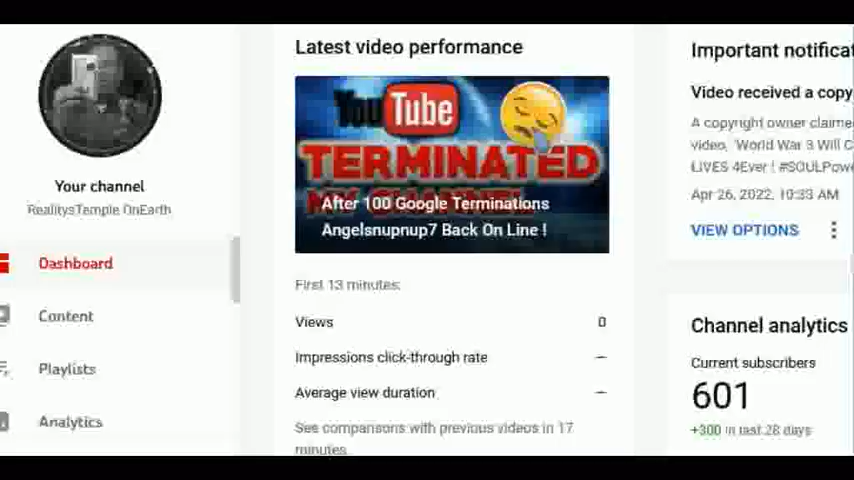 Your channel
RealitysTemple OnEarth
Dashboard
Content
Playlists
Analytics
Latest video performance
YouTube
TERMINATED
MY CHANNEL
After 100 Google Terminations
Angelsnupnup7 Back On Line !
First 13 minutes:
Views 0
Impressions click-through rate —
Average view duration —
See comparisons with previous videos in 17
minutes.
Important notificat
Video received a copy
A copyright owner claime
video, 'World War 3 Will C
LIVES 4Ever ! #SOULPow
Apr 26, 2022, 10:33 AM
VIEW OPTIONS
Channel analytics
Current subscribers
601
+300 in last 28 days